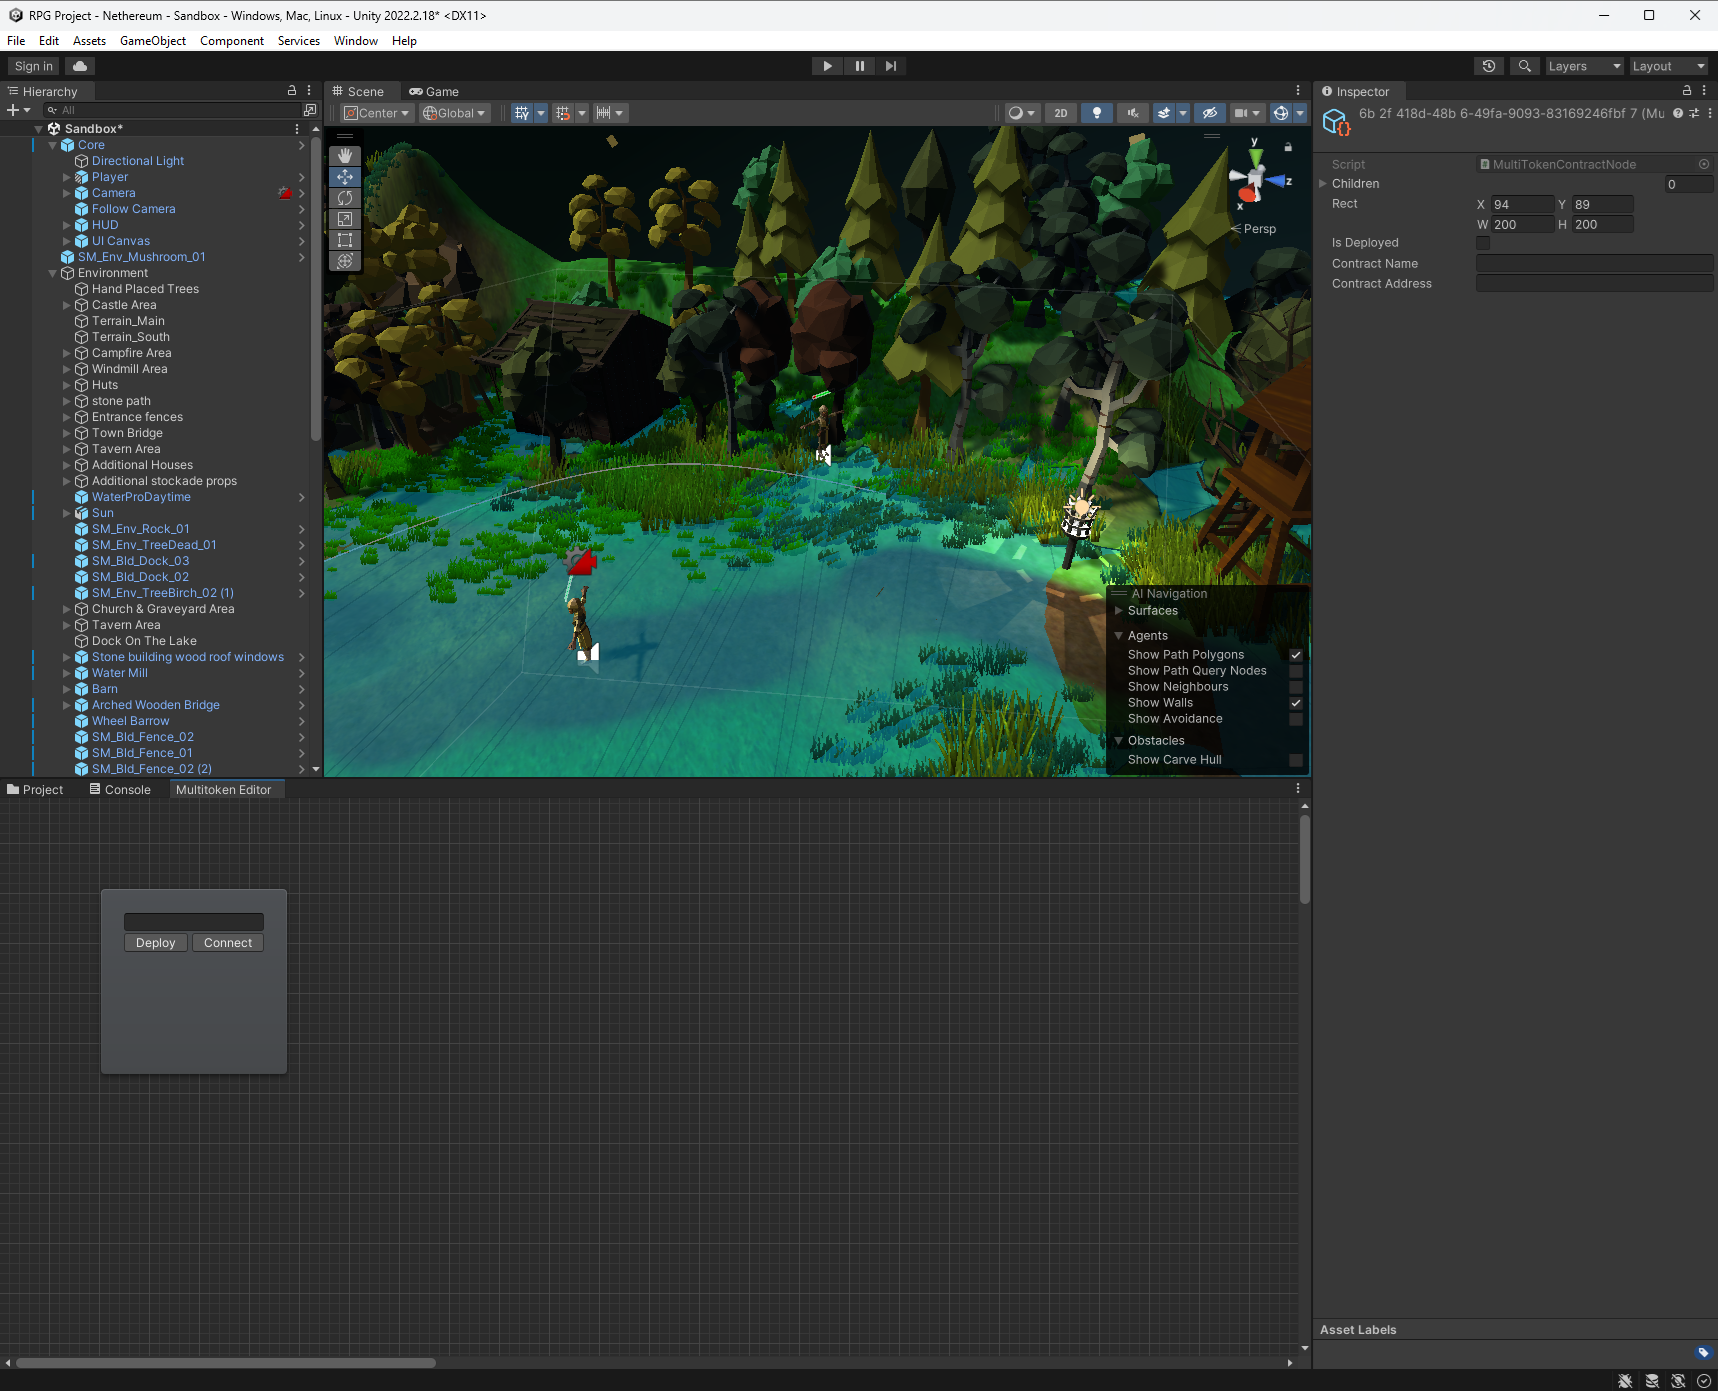 RPG Project - Nethereum - Sandbox - Windows, Mac, Linux - Unity 2022.2.18* <DX11>
File Edit Assets GameObject Component Services Window Help
Sign in
Layers
Layout
Hierarchy
All
Sandbox*
Core
Directional Light
Player
Camera
Follow Camera
HUD
UI Canvas
SM_Env_Mushroom_01
Environment
Hand Placed Trees
Castle Area
Terrain_Main
Terrain_South
Campfire Area
Windmill Area
Huts
stone path
Entrance fences
Town Bridge
Tavern Area
Additional Houses
Additional stockade props
WaterProDaytime
Sun
SM_Env_Rock_01
SM_Env_TreeDead_01
SM_Bld_Dock_03
SM_Bld_Dock_02
SM_Env_TreeBirch_02 (1)
Church & Graveyard Area
Tavern Area
Dock On The Lake
Stone building wood roof windows
Water Mill
Barn
Arched Wooden Bridge
Wheel Barrow
SM_Bld_Fence_02
SM_Bld_Fence_01
SM_Bld_Fence_02 (2)
Scene
Game
Center
Global
2D
y
z
x
Persp
AI Navigation
Surfaces
Agents
Show Path Polygons
Show Path Query Nodes
Show Neighbours
Show Walls
Show Avoidance
Obstacles
Show Carve Hull
Inspector
6b 2f 418d-48b 6-49fa-9093-83169246fbf 7 (Mu
Script MultiTokenContractNode
Children 0
Rect X 94 Y 89
W 200 H 200
Is Deployed
Contract Name
Contract Address
Project
Console
Multitoken Editor
Deploy
Connect
Asset Labels